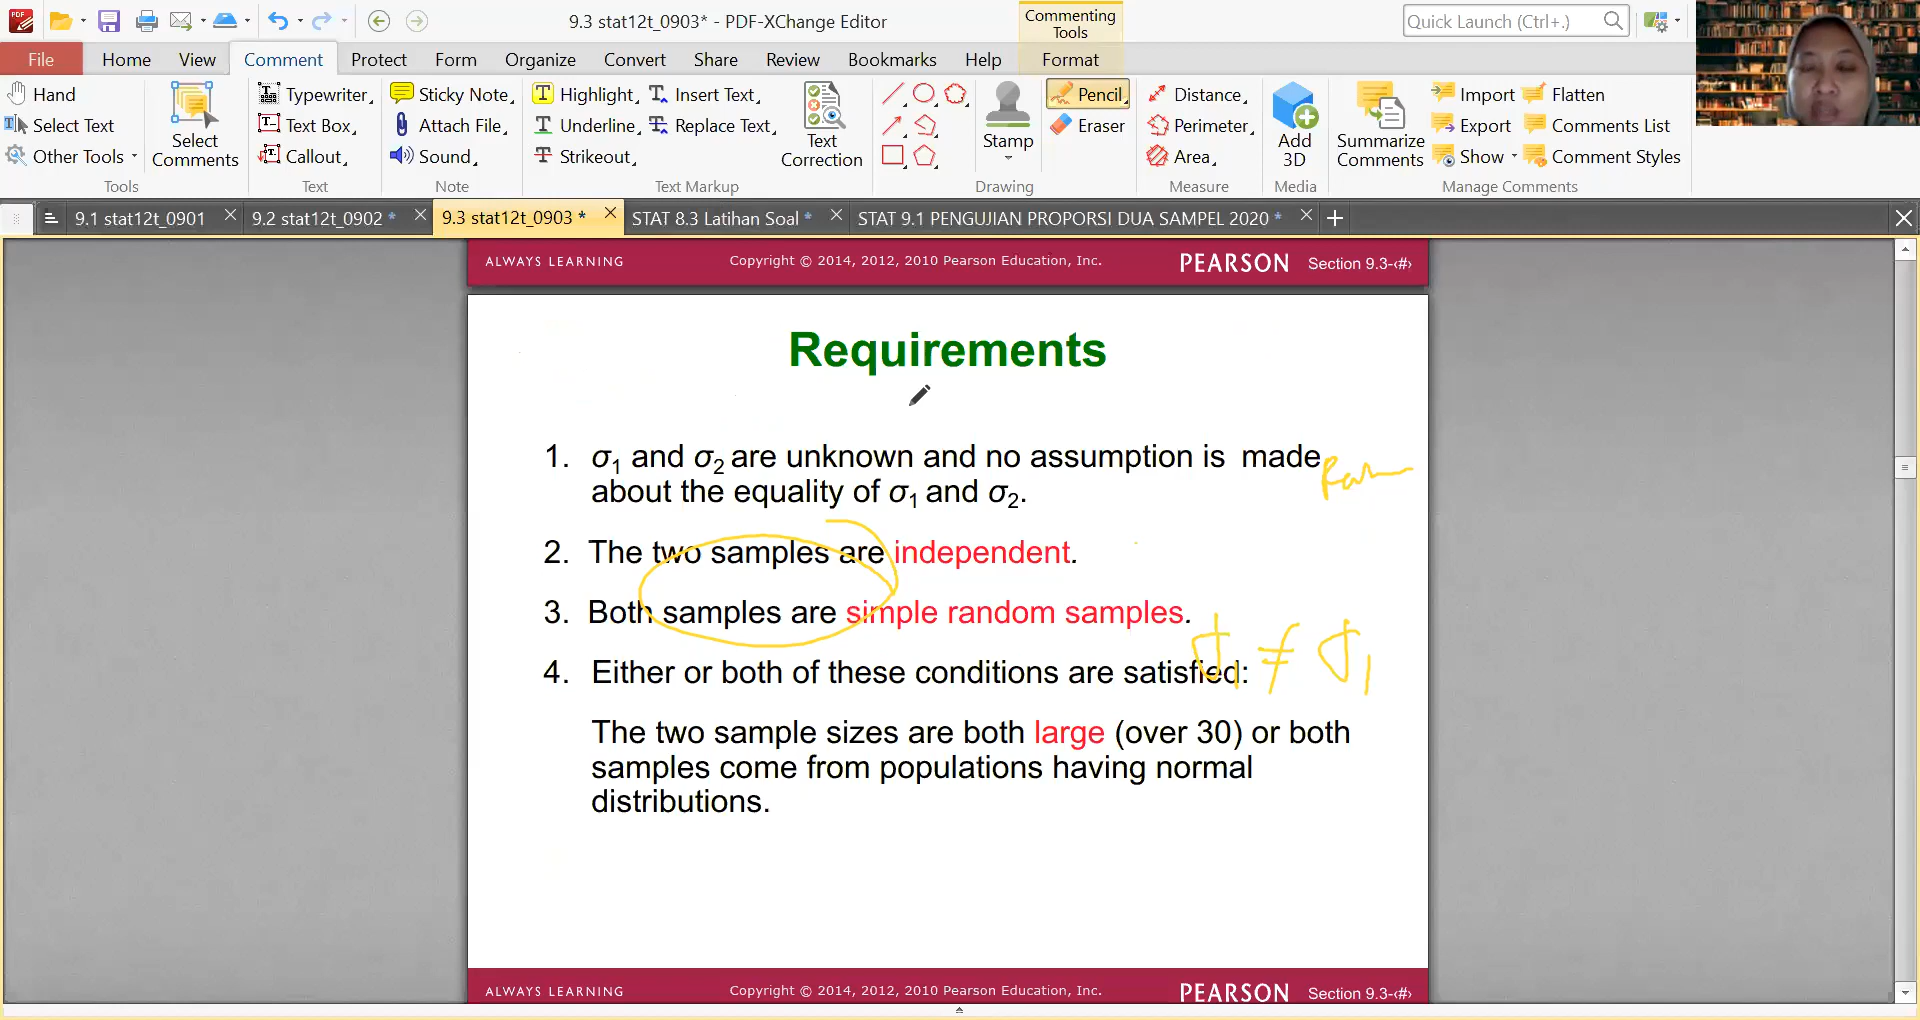 9.3 stat12t_0903* - PDF-XChange Editor
Commenting Tools
Quick Launch (Ctrl+.)
File Home View Comment Protect Form Organize Convert Share Review Bookmarks Help Format
Hand
Select Text
Other Tools
Select Comments
Tools
Typewriter
Text Box
Callout
Text
Sticky Note
Attach File
Sound
Note
Highlight
Underline
Strikeout
Insert Text
Replace Text
Text Correction
Text Markup
Stamp
Pencil
Eraser
Drawing
Distance
Perimeter
Area
Measure
Add 3D
Media
Summarize Comments
Import
Export
Show
Flatten
Comments List
Comment Styles
Manage Comments
9.1 stat12t_0901
9.2 stat12t_0902 *
9.3 stat12t_0903 *
STAT 8.3 Latihan Soal *
STAT 9.1 PENGUJIAN PROPORSI DUA SAMPEL 2020 *
ALWAYS LEARNING Copyright © 2014, 2012, 2010 Pearson Education, Inc. PEARSON Section 9.3-‹#›
Requirements
1. σ1 and σ2 are unknown and no assumption is made
about the equality of σ1 and σ2.
2. The two samples are independent.
3. Both samples are simple random samples.
σ1 ≠ σ1
4. Either or both of these conditions are satisfied:
The two sample sizes are both large (over 30) or both
samples come from populations having normal
distributions.
ALWAYS LEARNING Copyright © 2014, 2012, 2010 Pearson Education, Inc. PEARSON Section 9.3-‹#›